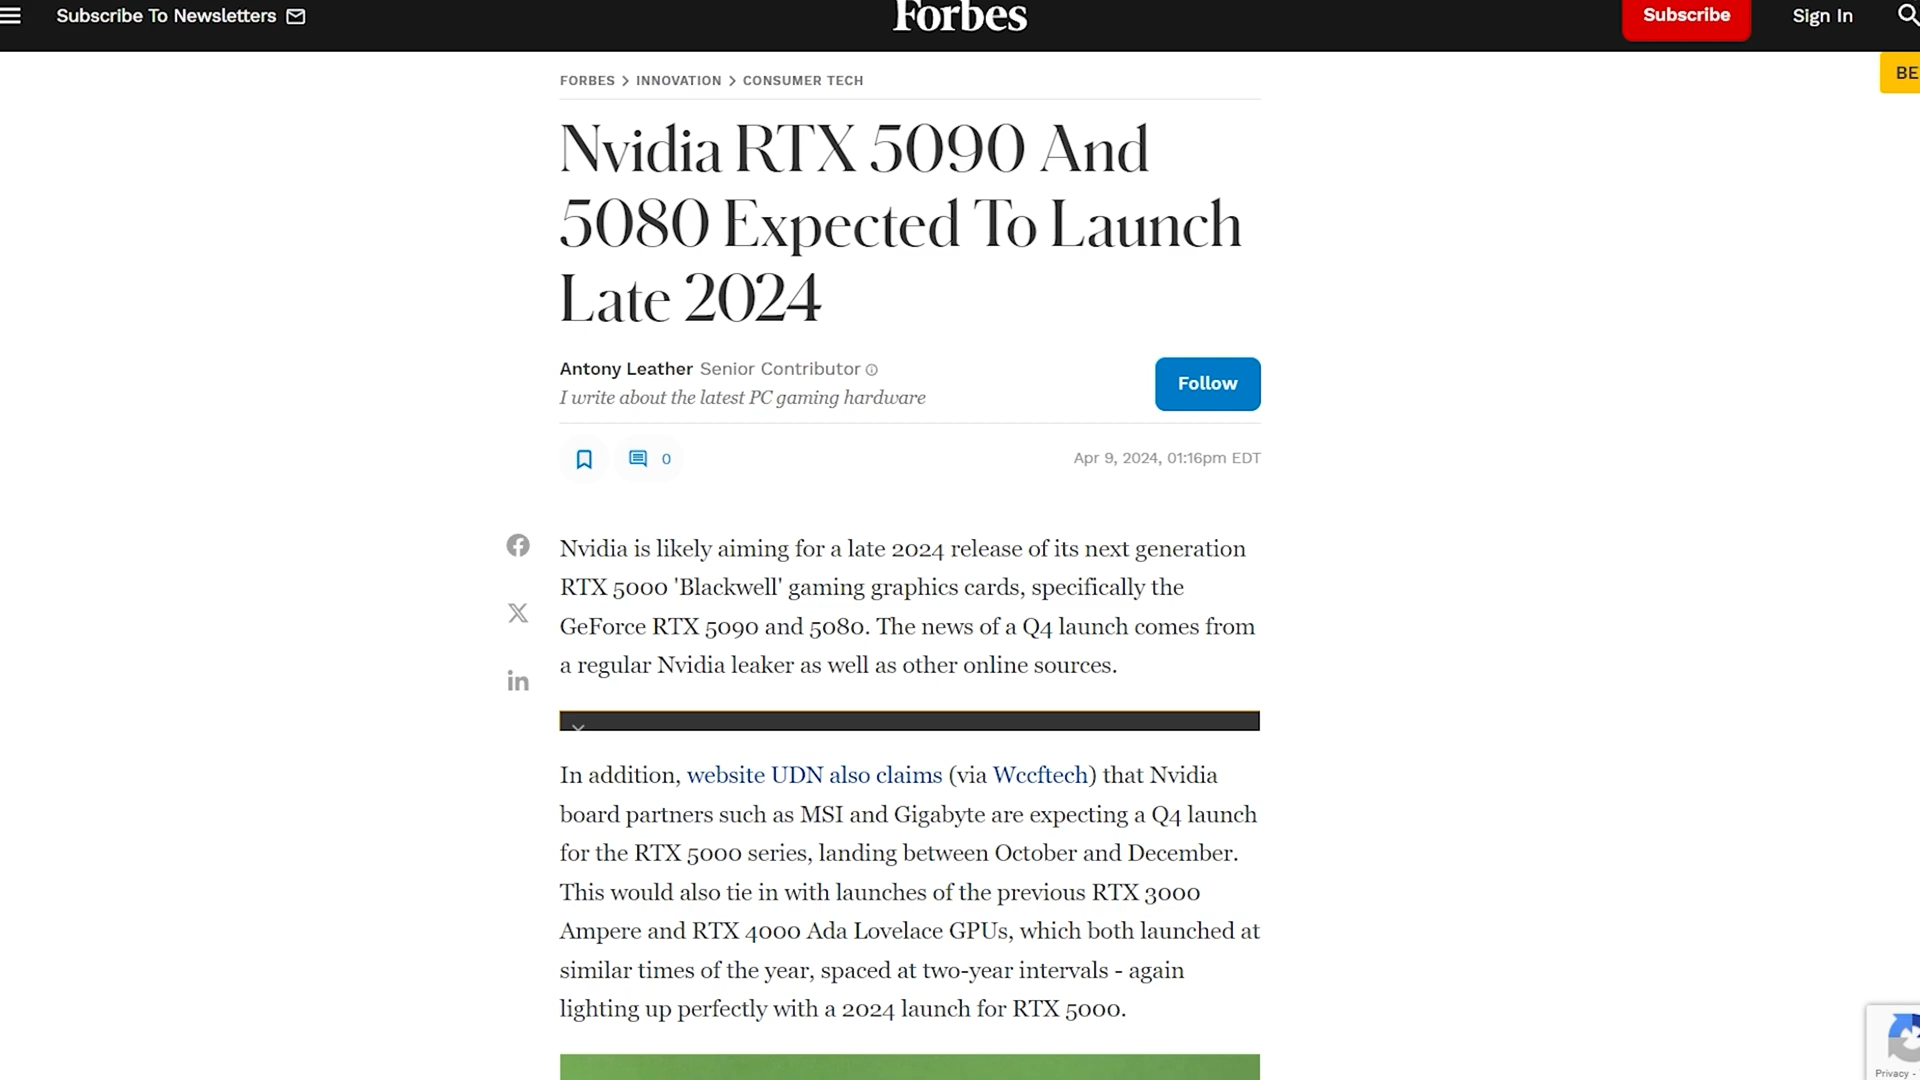 Subscribe To Newsletters
Forbes
Subscribe
Sign In
BE
FORBES > INNOVATION > CONSUMER TECH
Nvidia RTX 5090 And
5080 Expected To Launch
Late 2024
Antony Leather Senior Contributor
I write about the latest PC gaming hardware
Follow
0
Apr 9, 2024, 01:16pm EDT
Nvidia is likely aiming for a late 2024 release of its next generation
RTX 5000 'Blackwell' gaming graphics cards, specifically the
GeForce RTX 5090 and 5080. The news of a Q4 launch comes from
a regular Nvidia leaker as well as other online sources.
In addition, website UDN also claims (via Wccftech) that Nvidia
board partners such as MSI and Gigabyte are expecting a Q4 launch
for the RTX 5000 series, landing between October and December.
This would also tie in with launches of the previous RTX 3000
Ampere and RTX 4000 Ada Lovelace GPUs, which both launched at
similar times of the year, spaced at two-year intervals - again
lighting up perfectly with a 2024 launch for RTX 5000.
Privacy -